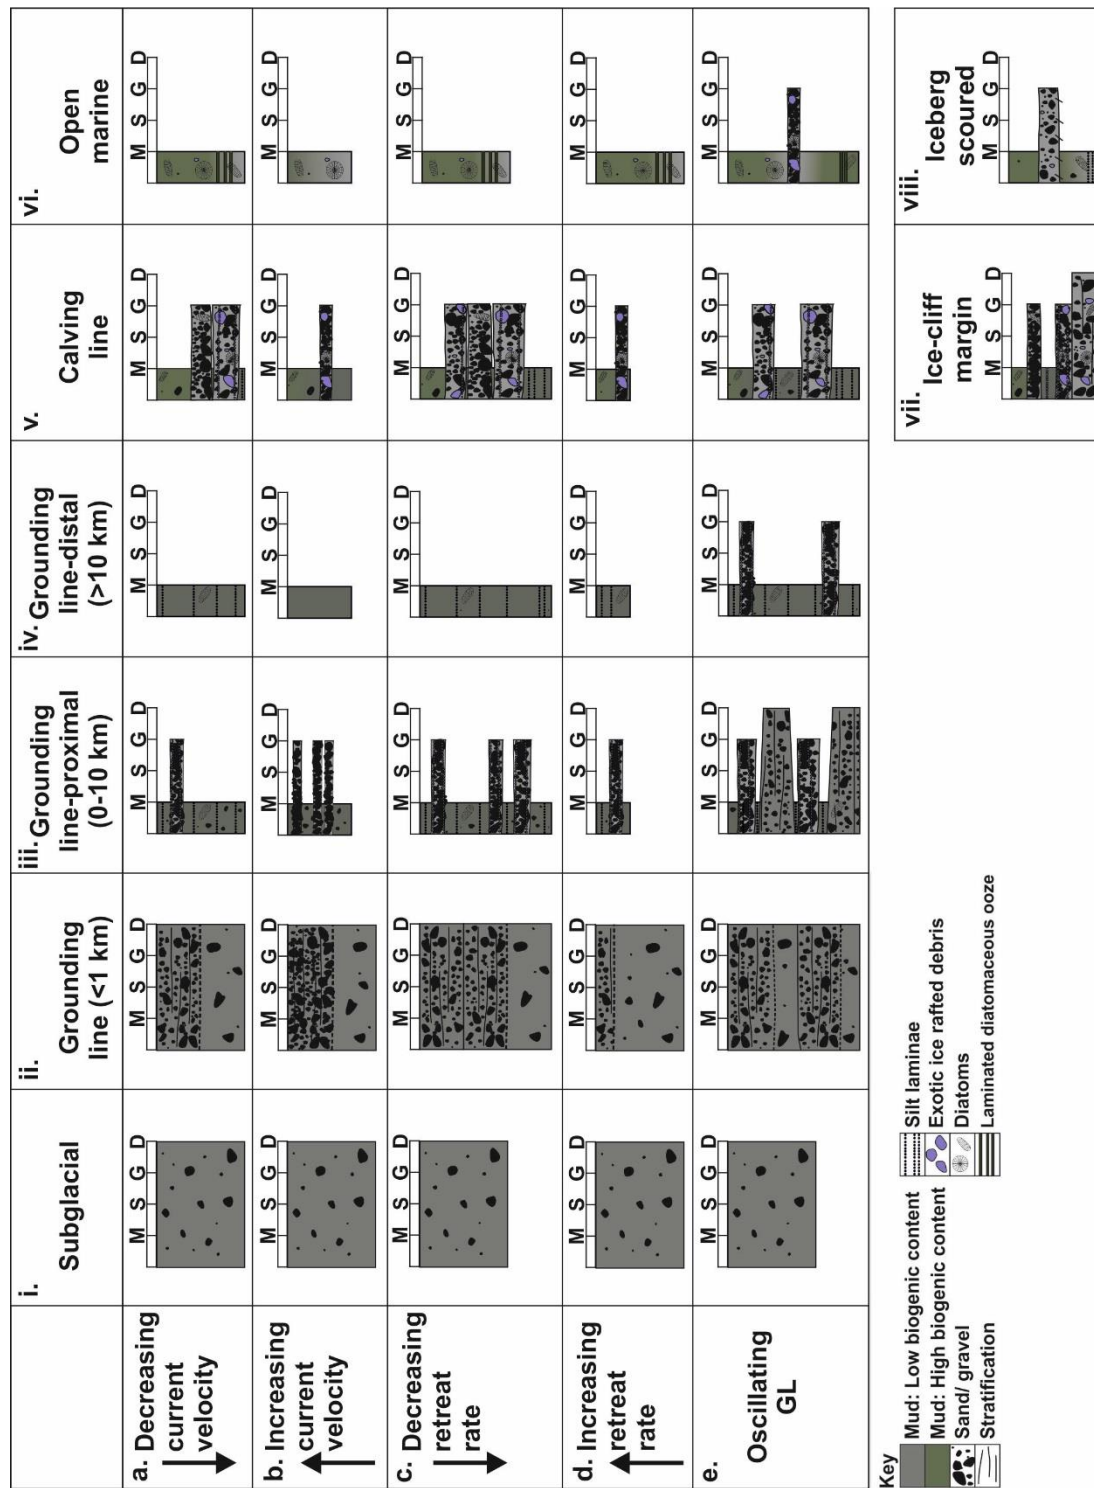 i. Subglacial
ii. Grounding
line (<1 km)
iii. Grounding
line-proximal
(0-10 km)
iv. Grounding
line-distal
(>10 km)
v. Calving
line
vi. Open
marine
a. Decreasing
current
velocity
M S G D
M S G D
M S G D
M S G D
M S G D
M S G D
b. Increasing
current
velocity
M S G D
M S G D
M S G D
M S G D
M S G D
M S G D
c. Decreasing
retreat
rate
M S G D
M S G D
M S G D
M S G D
M S G D
M S G D
d. Increasing
retreat
rate
M S G D
M S G D
M S G D
M S G D
M S G D
M S G D
e. Oscillating
GL
M S G D
M S G D
M S G D
M S G D
M S G D
M S G D
Key
Mud: Low biogenic content
Mud: High biogenic content
Sand/ gravel
Stratification
Silt laminae
Exotic ice rafted debris
Diatoms
Laminated diatomaceous ooze
vii. Ice-cliff
margin
M S G D
viii. Iceberg
scoured
M S G D